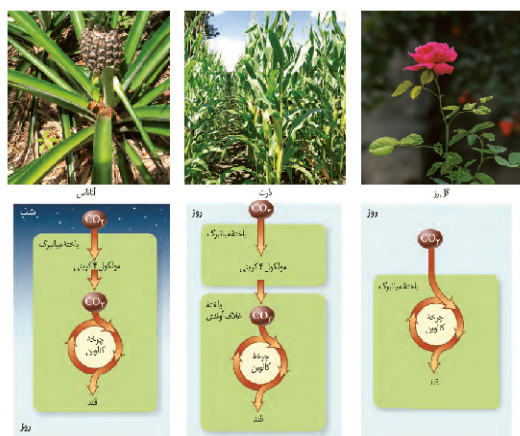 گل رز
ذرت
آناناس
روز
CO۲
یاختهٔ میانبرگ
چرخهٔ
کالوین
قند
روز
CO۲
یاختهٔ میانبرگ
مولکول ۴ کربنی
یاختهٔ
غلاف آوندی
CO۲
چرخهٔ
کالوین
قند
شب
CO۲
یاختهٔ میانبرگ
مولکول ۴ کربنی
CO۲
چرخهٔ
کالوین
قند
روز